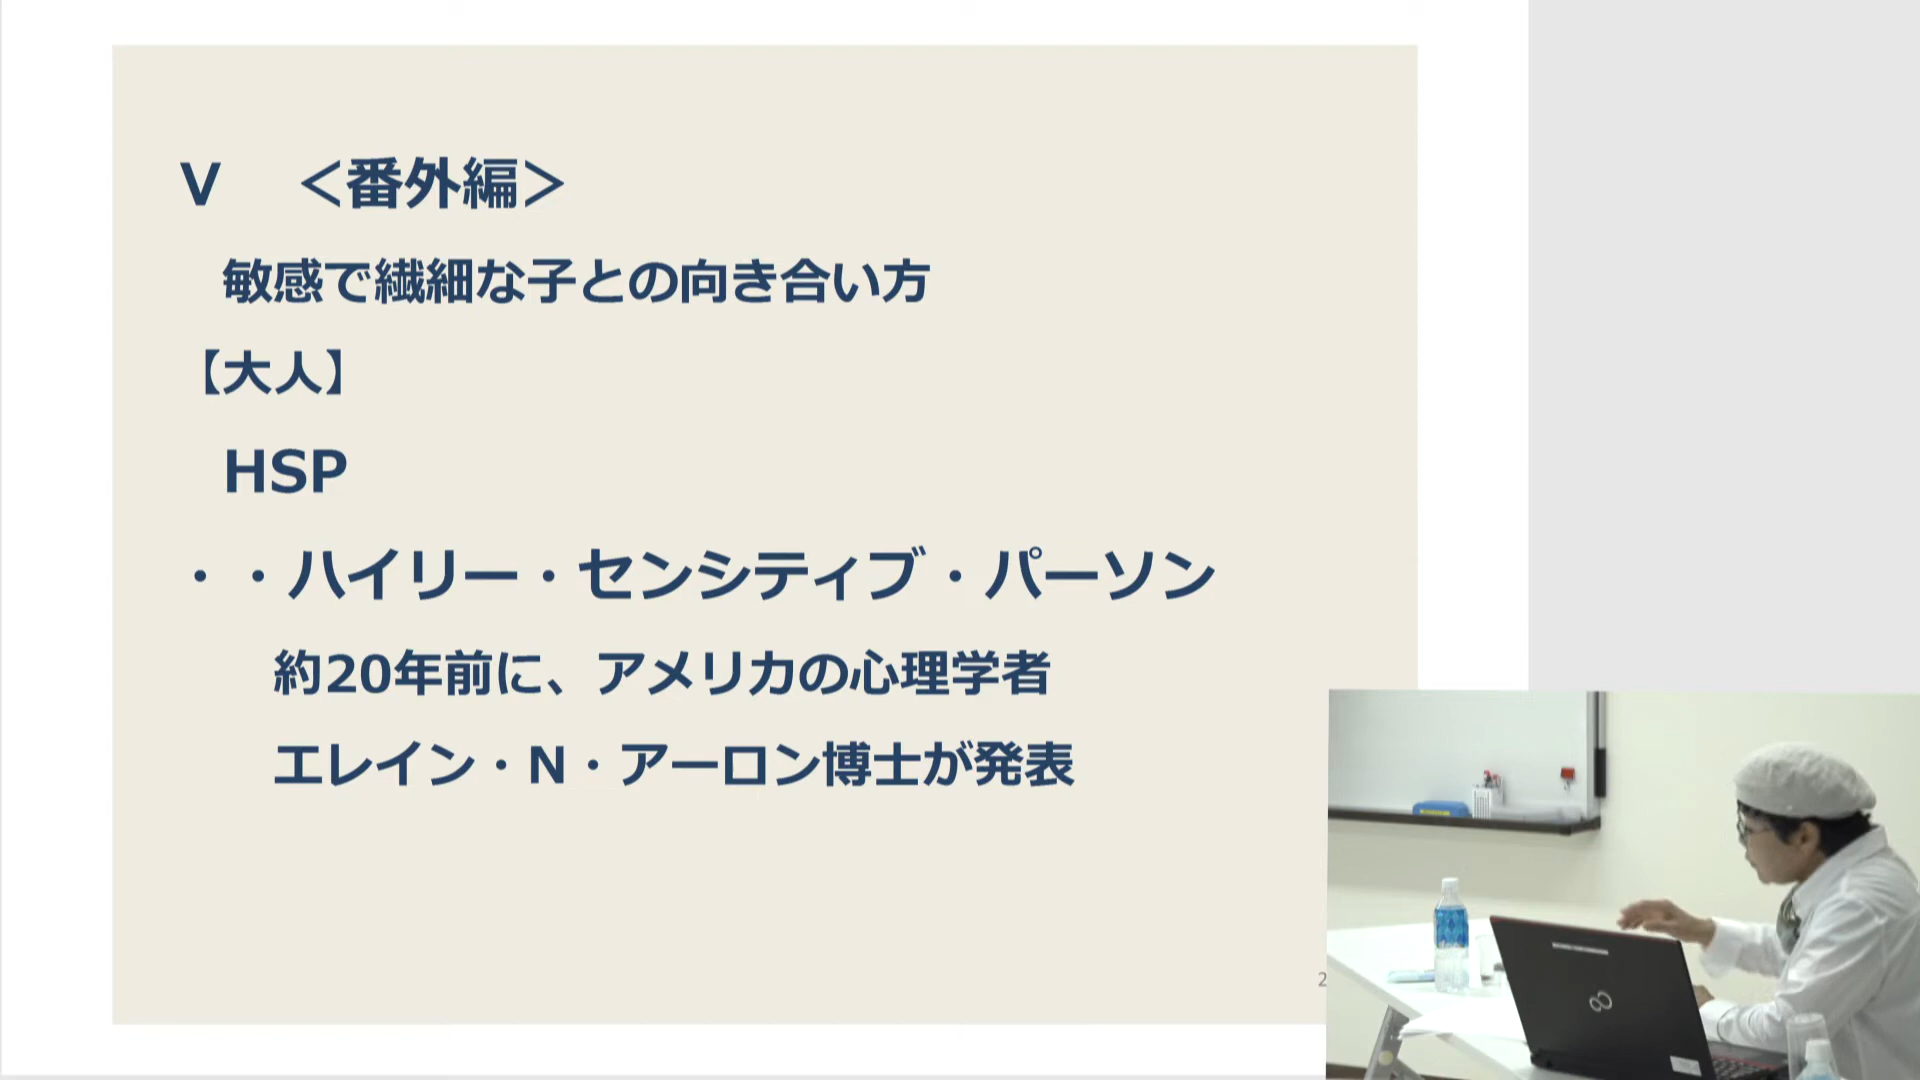 Ⅴ　＜番外編＞
敏感で繊細な子との向き合い方
【大人】
HSP
・・ハイリー・センシティブ・パーソン
約20年前に、アメリカの心理学者
エレイン・N・アーロン博士が発表
2